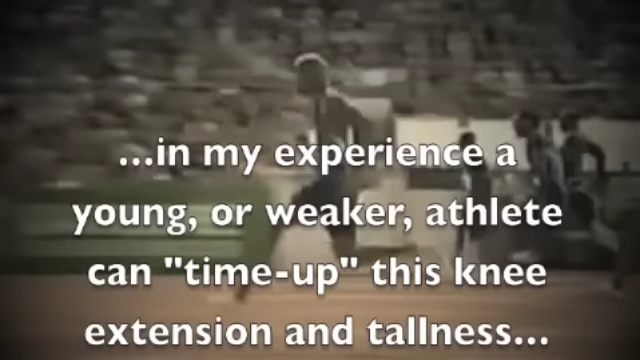 ...in my experience a
young, or weaker, athlete
can "time-up" this knee
extension and tallness...